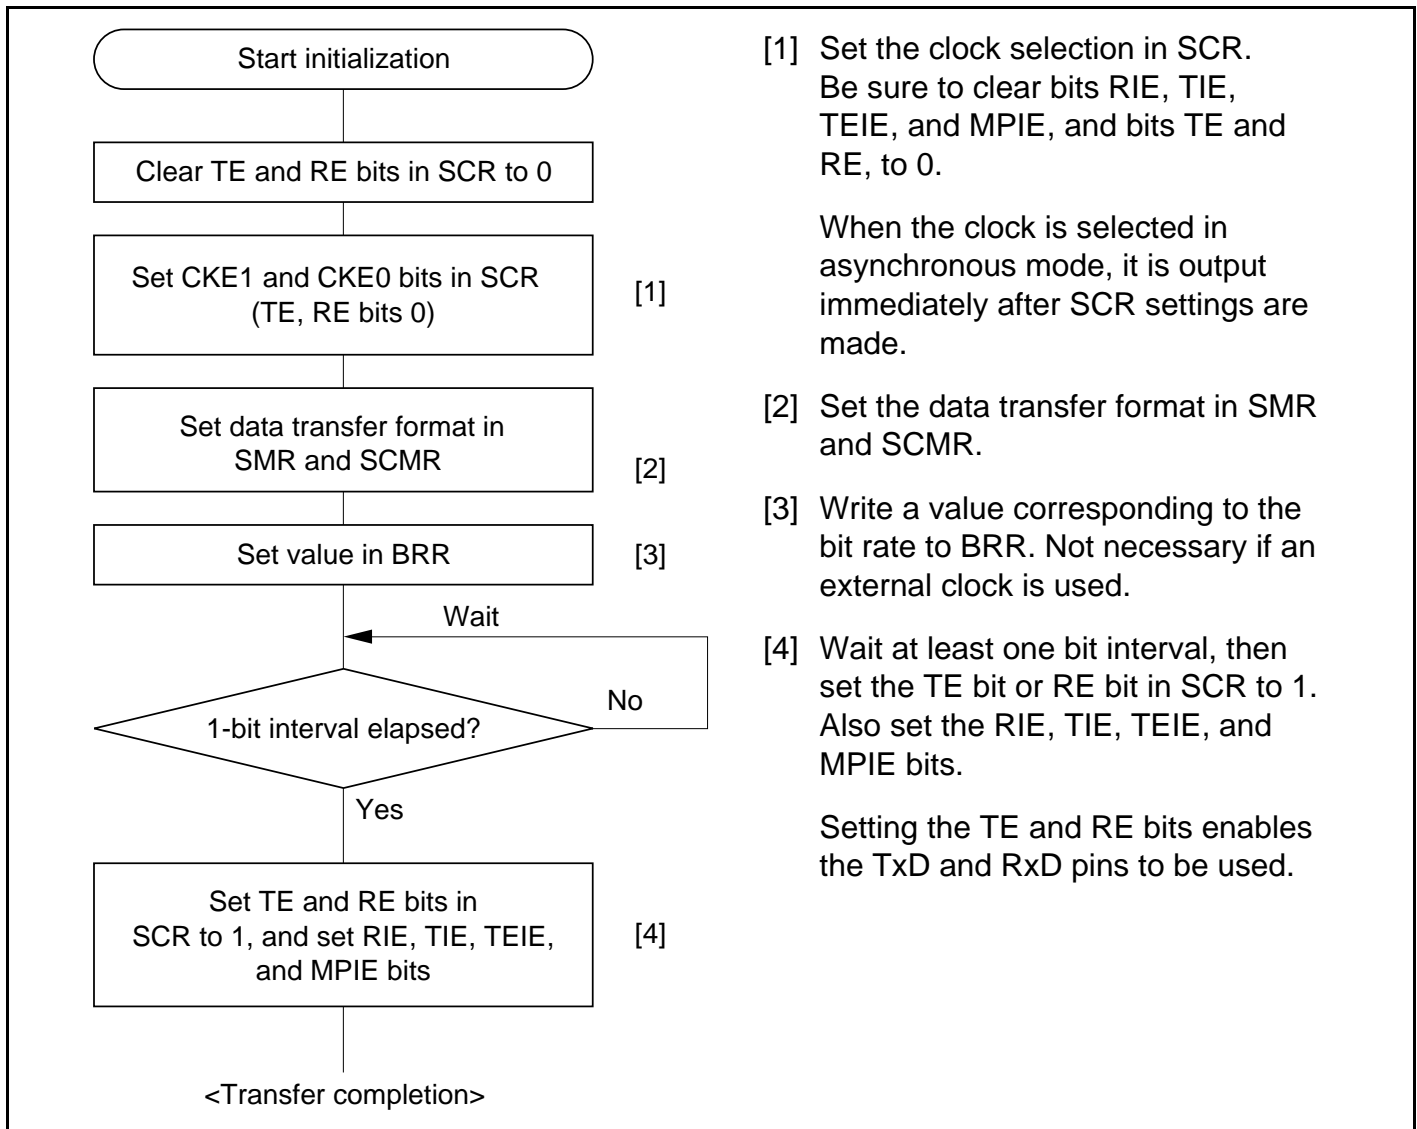 Start initialization
Clear TE and RE bits in SCR to 0
Set CKE1 and CKE0 bits in SCR
(TE, RE bits 0)
[1]
Set data transfer format in
SMR and SCMR
[2]
Set value in BRR
[3]
Wait
No
1-bit interval elapsed?
Yes
Set TE and RE bits in
SCR to 1, and set RIE, TIE, TEIE,
and MPIE bits
[4]
<Transfer completion>
[1] Set the clock selection in SCR.
Be sure to clear bits RIE, TIE,
TEIE, and MPIE, and bits TE and
RE, to 0.
When the clock is selected in
asynchronous mode, it is output
immediately after SCR settings are
made.
[2] Set the data transfer format in SMR
and SCMR.
[3] Write a value corresponding to the
bit rate to BRR. Not necessary if an
external clock is used.
[4] Wait at least one bit interval, then
set the TE bit or RE bit in SCR to 1.
Also set the RIE, TIE, TEIE, and
MPIE bits.
Setting the TE and RE bits enables
the TxD and RxD pins to be used.